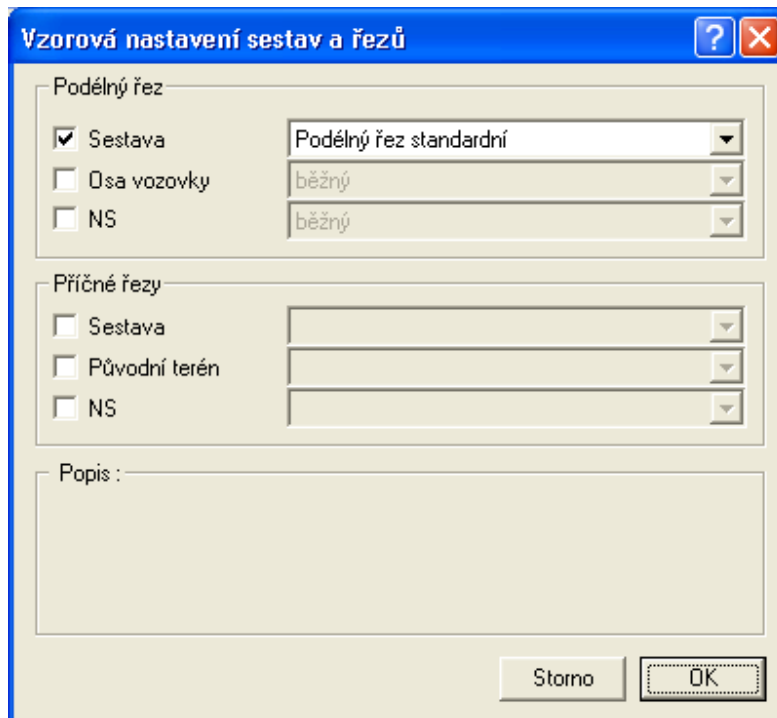 Vzorová nastavení sestav a řezů
Podélný řez
Sestava Podélný řez standardní
Osa vozovky běžný
NS běžný
Příčné řezy
Sestava
Původní terén
NS
Popis :
Storno OK